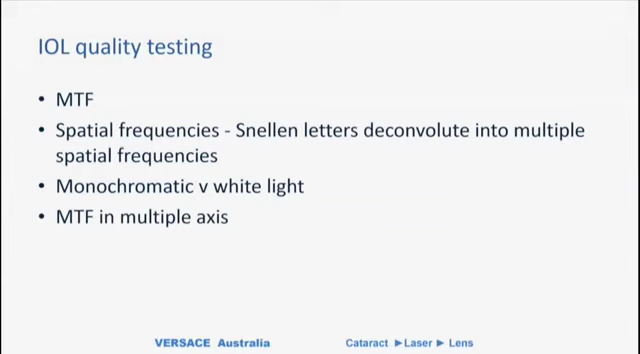 IOL quality testing
• MTF
• Spatial frequencies - Snellen letters deconvolute into multiple
spatial frequencies
• Monochromatic v white light
• MTF in multiple axis
VERSACE Australia
Cataract ►Laser ► Lens